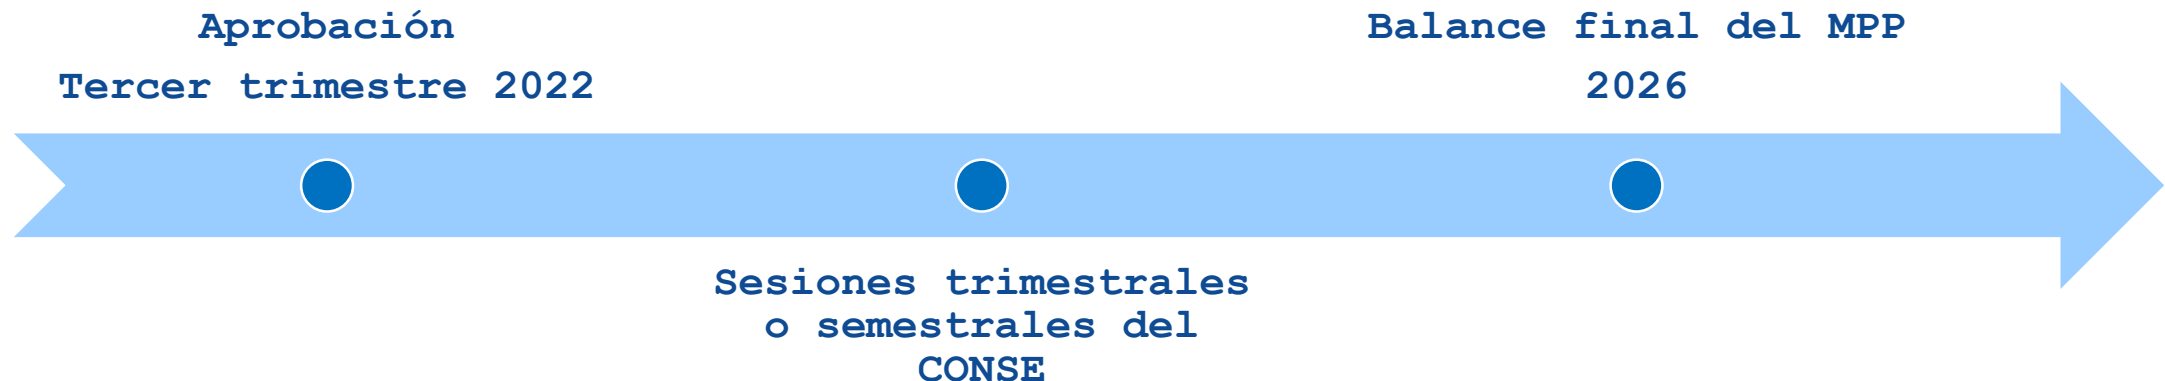 Aprobación
Tercer trimestre 2022
Sesiones trimestrales
o semestrales del
CONSE
Balance final del MPP
2026